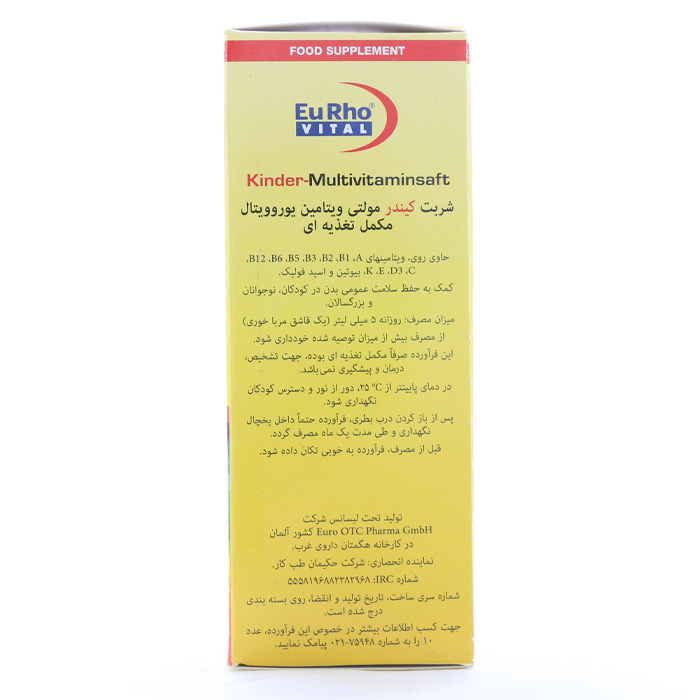 FOOD SUPPLEMENT
EuRho®
VITAL
Kinder-Multivitaminsaft
شربت کیندر مولتی ویتامین یوروویتال
مکمل تغذیه ای
حاوی روی، ویتامینهای B12 ،B6 ،B5 ،B3 ،B2 ،B1 ،A،
K ،E ،D3 ،C، بیوتین و اسید فولیک.
کمک به حفظ سلامت عمومی بدن در کودکان، نوجوانان
و بزرگسالان.
میزان مصرف: روزانه ۵ میلی لیتر (یک قاشق مربا خوری)
از مصرف بیش از میزان توصیه شده خودداری شود.
این فرآورده صرفاً مکمل تغذیه ای بوده، جهت تشخیص،
درمان و پیشگیری نمی‌باشد.
در دمای پایینتر از ۲۵ °C، دور از نور و دسترس کودکان
نگهداری شود.
پس از باز کردن درب بطری، فرآورده حتماً داخل یخچال
نگهداری و طی مدت یک ماه مصرف گردد.
قبل از مصرف، فرآورده به خوبی تکان داده شود.
تولید تحت لیسانس شرکت
Euro OTC Pharma GmbH کشور آلمان
در کارخانه هگمتان داروی غرب.
نماینده انحصاری: شرکت حکیمان طب کار.
شماره IRC: ۵۵۵۸۱۹۶۸۸۲۲۸۲۹۶۸
شماره سری ساخت، تاریخ تولید و انقضا، روی بسته بندی
درج شده است.
جهت کسب اطلاعات بیشتر در خصوص این فرآورده، عدد
۱۰ را به شماره ۷۵۹۴۸-۰۲۱ پیامک نمایید.